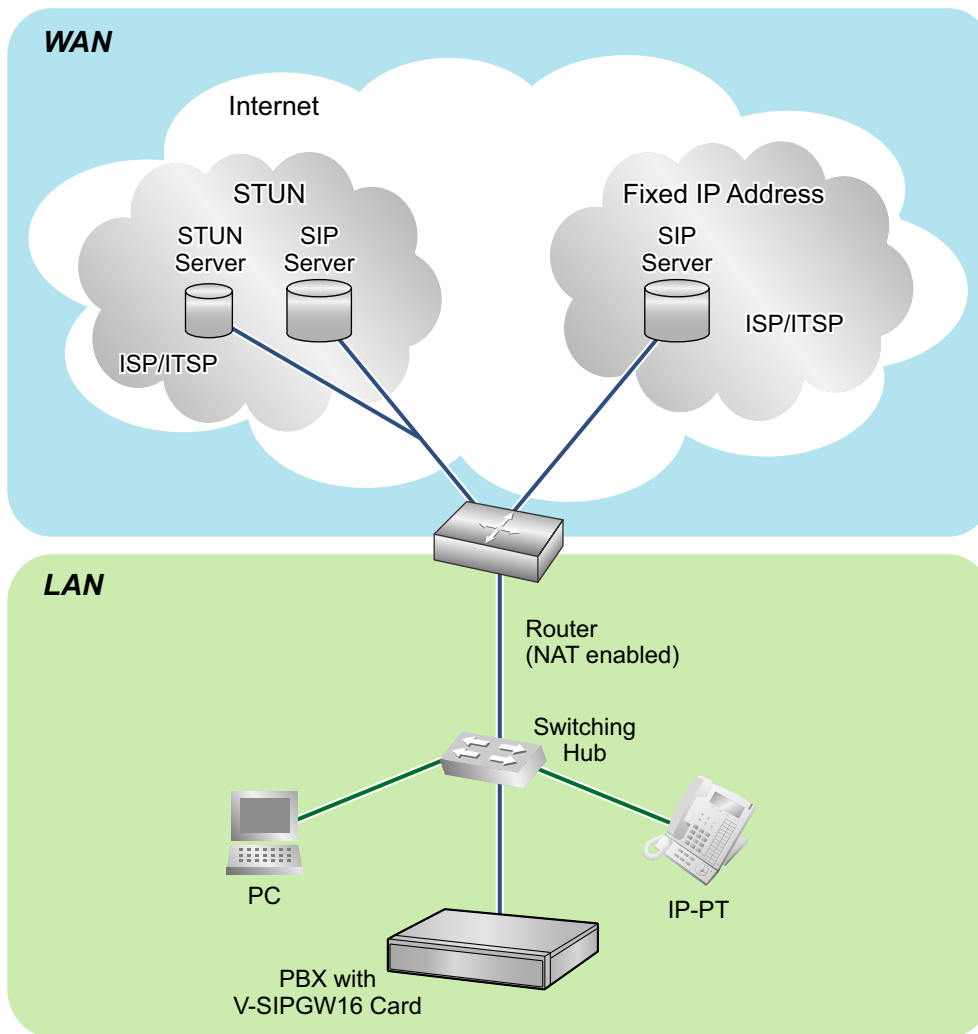 WAN
Internet
STUN
STUN
Server
SIP
Server
ISP/ITSP
Fixed IP Address
SIP
Server
ISP/ITSP
LAN
Router
(NAT enabled)
Switching
Hub
PC
IP-PT
PBX with
V-SIPGW16 Card